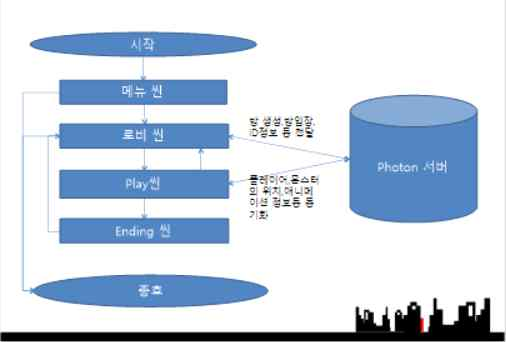 시작
메뉴 씬
로비 씬
방 생성,방입장,
ID정보 등 전달
Play씬
플레이어,몬스터
의 위치,애니메
이션 정보등 동
기화
Photon 서버
Ending 씬
종료